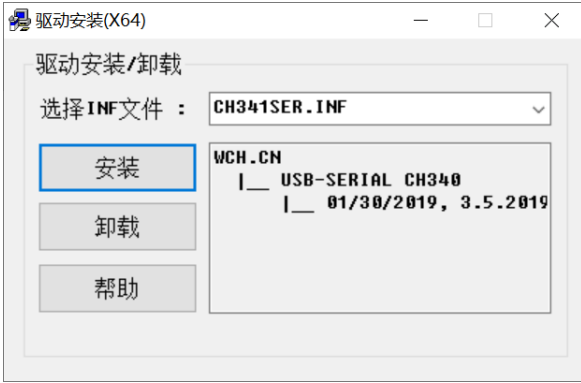 驱动安装(X64)
驱动安装/卸载
选择INF文件 : CH341SER.INF
安装
WCH.CN
|__ USB-SERIAL CH340
|__ 01/30/2019, 3.5.2019
卸载
帮助